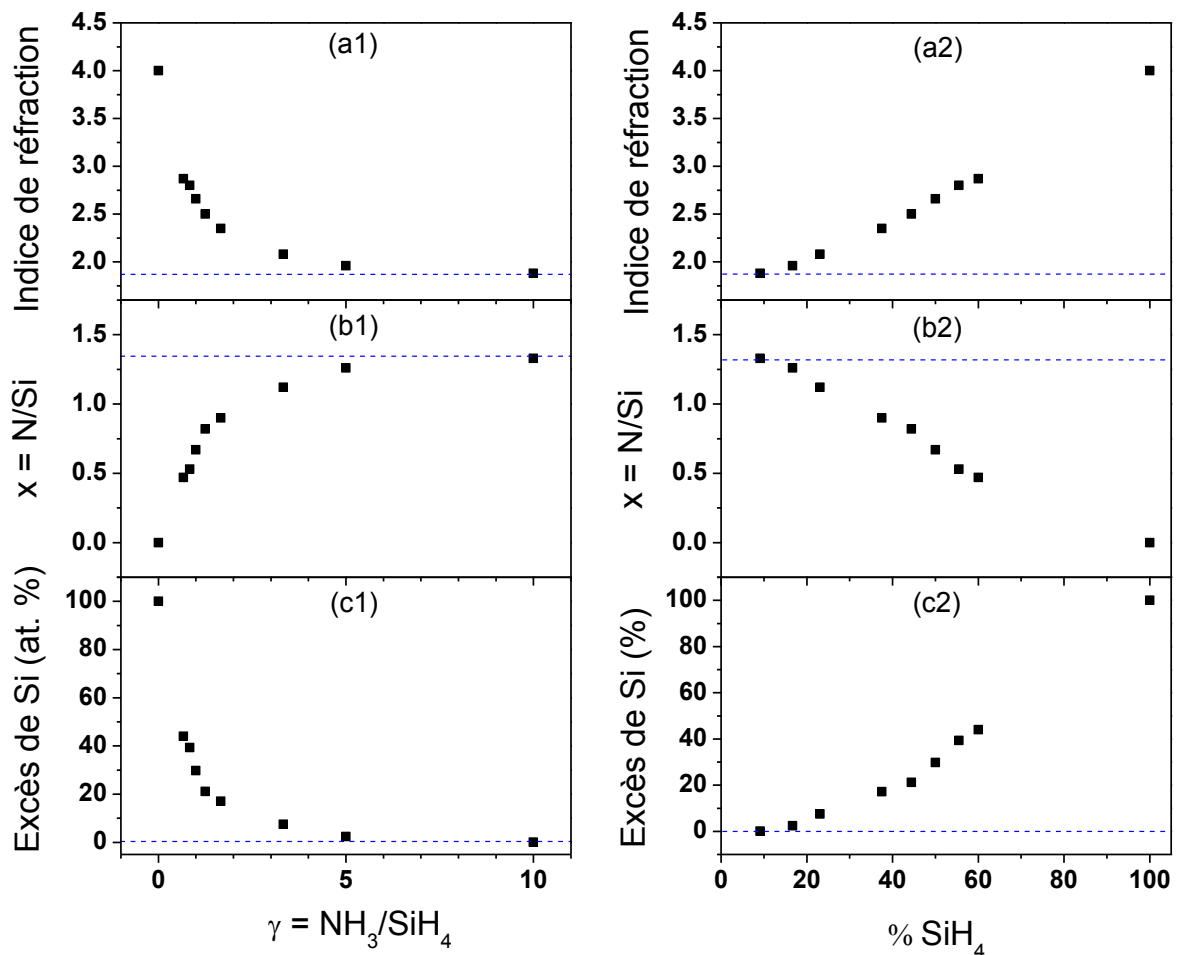 (a1)
Indice de réfraction
4.5
4.0
3.5
3.0
2.5
2.0
(b1)
x = N/Si
1.5
1.0
0.5
0.0
(c1)
Excès de Si (at. %)
100
80
60
40
20
0
0 5 10
γ = NH₃/SiH₄
(a2)
Indice de réfraction
4.5
4.0
3.5
3.0
2.5
2.0
(b2)
x = N/Si
1.5
1.0
0.5
0.0
(c2)
Excès de Si (%)
100
80
60
40
20
0
0 20 40 60 80 100
% SiH₄